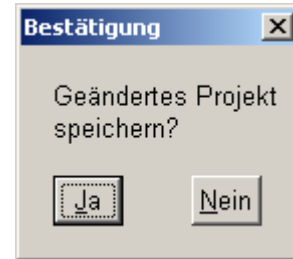 Bestätigung
Geändertes Projekt
speichern?
Ja
Nein